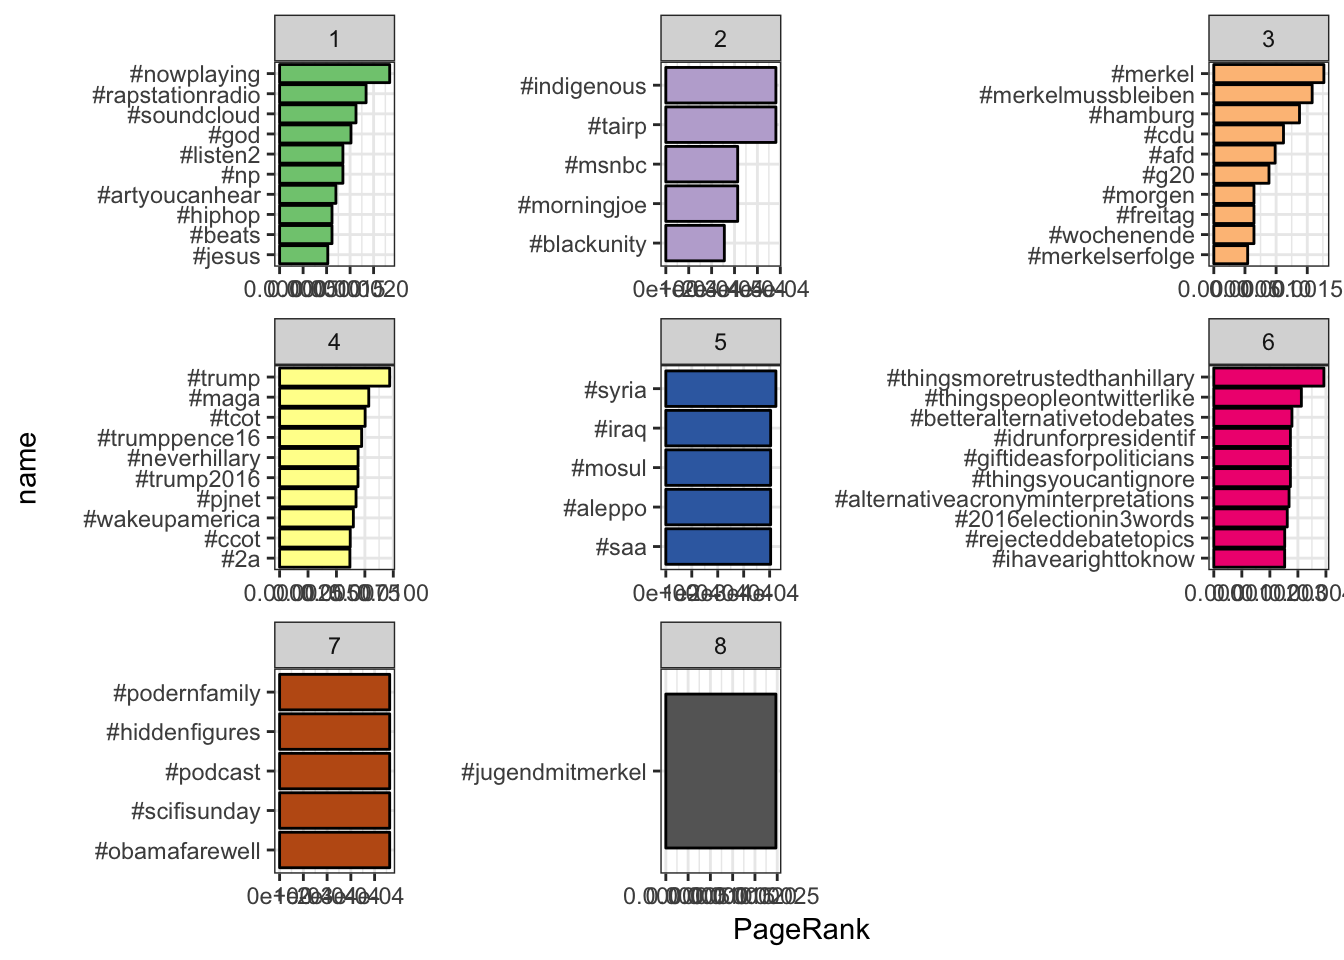 1
#nowplaying
#rapstationradio
#soundcloud
#god
#listen2
#np
#artyoucanhear
#hiphop
#beats
#jesus
2
#indigenous
#tairp
#msnbc
#morningjoe
#blackunity
3
#merkel
#merkelmussbleiben
#hamburg
#cdu
#afd
#g20
#morgen
#freitag
#wochenende
#merkelserfolge
4
#trump
#maga
#tcot
#trumppence16
#neverhillary
#trump2016
#pjnet
#wakeupamerica
#ccot
#2a
5
#syria
#iraq
#mosul
#aleppo
#saa
6
#thingsmoretrustedthanhillary
#thingspeopleontwitterlike
#betteralternativetodebates
#idrunforpresidentif
#giftideasforpoliticians
#thingsyoucantignore
#alternativeacronyminterpretations
#2016electionin3words
#rejecteddebatetopics
#ihavearighttoknow
7
#podernfamily
#hiddenfigures
#podcast
#scifisunday
#obamafarewell
8
#jugendmitmerkel
name
PageRank